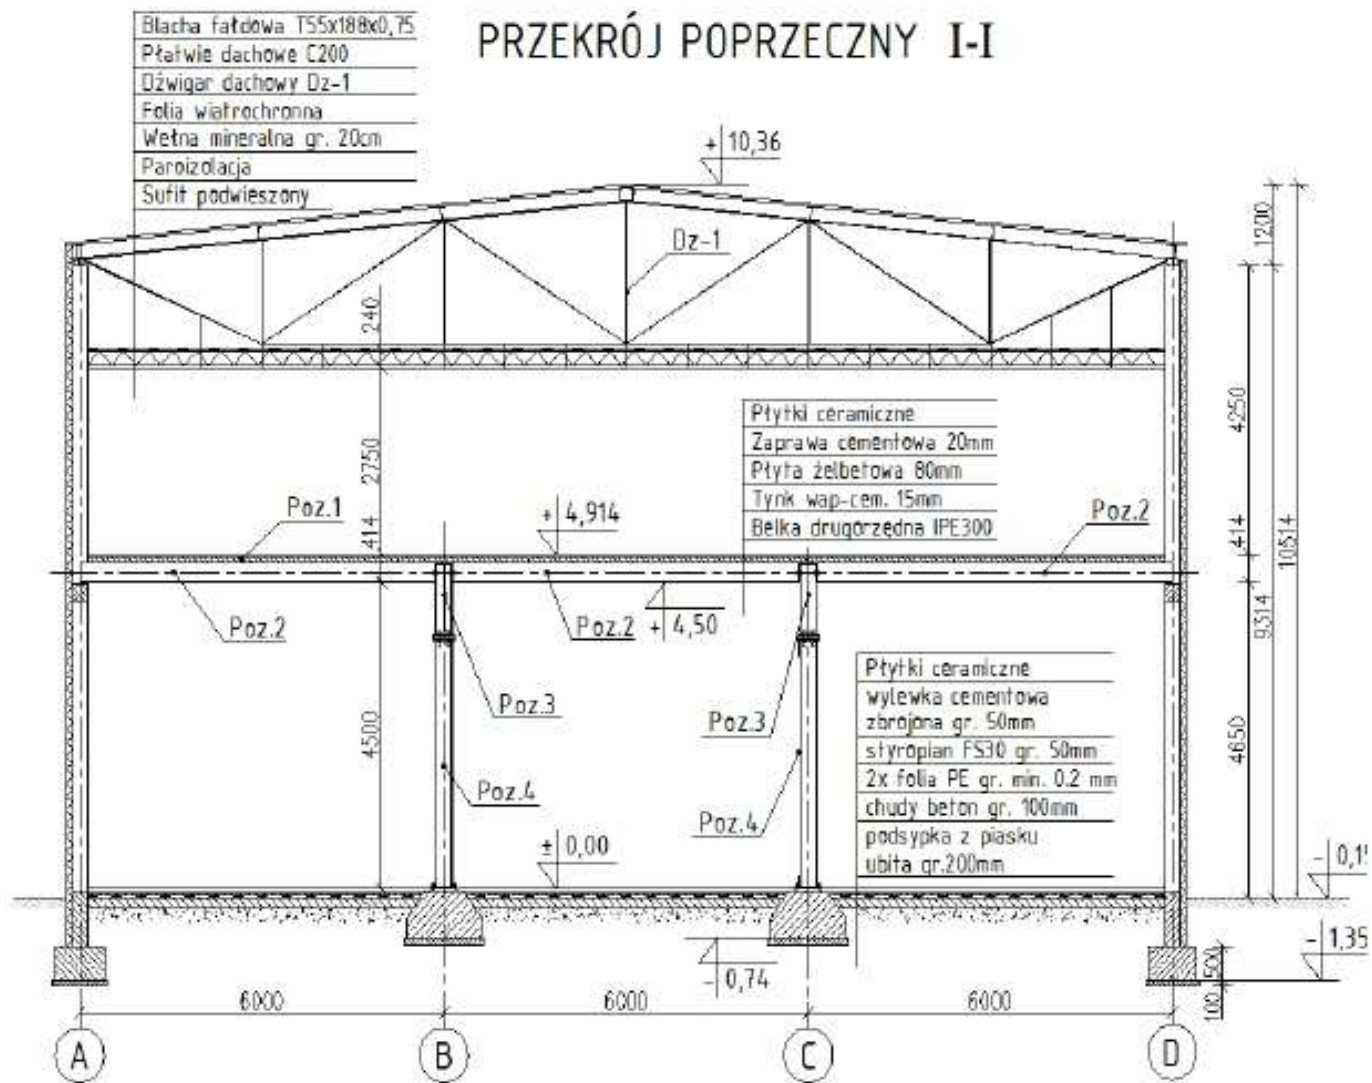 PRZEKRÓJ POPRZECZNY I-I
Blacha fałdowa T55x188x0,75
Płatwie dachowe C200
Dźwigar dachowy Dz-1
Folia wiatrochronna
Wełna mineralna gr. 20cm
Paroizolacja
Sufit podwieszony
+ 10,36
Dz-1
1200
240
4250
2750
10514
Płytki ceramiczne
Zaprawa cementowa 20mm
Płyta żelbetowa 80mm
Tynk wap-cem. 15mm
Belka drugorzędna IPE300
Poz.1
+ 4,914
Poz.2
414
414
9314
Poz.2
Poz.2
+ 4,50
Płytki ceramiczne
wylewka cementowa
zbrojona gr. 50mm
styropian FS30 gr. 50mm
2x folia PE gr. min. 0.2 mm
chudy beton gr. 100mm
podsypka z piasku
ubita gr.200mm
Poz.3
Poz.3
4500
4650
Poz.4
Poz.4
± 0,00
- 0,1
- 1,35
- 0,74
500
100
6000
6000
6000
A
B
C
D